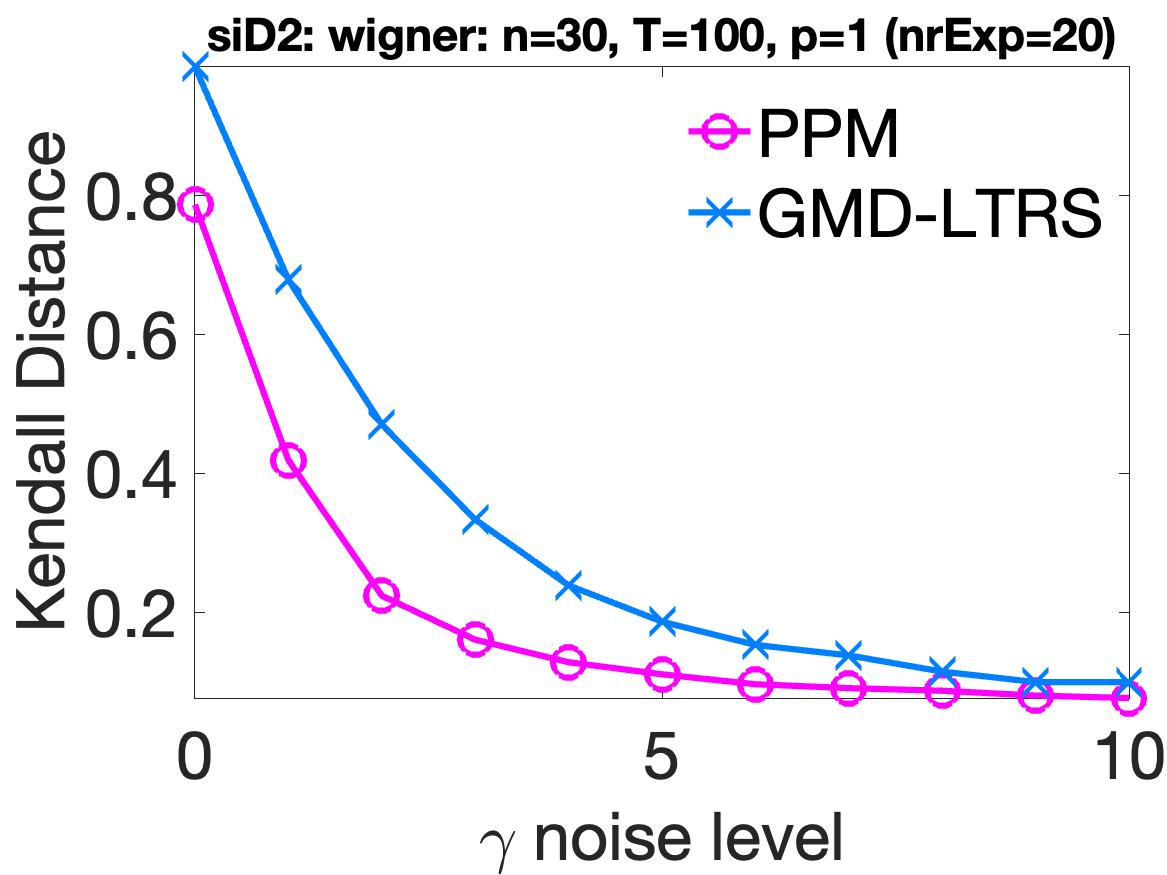 siD2: wigner: n=30, T=100, p=1 (nrExp=20)
PPM
GMD-LTRS
Kendall Distance
0.8
0.6
0.4
0.2
0 5 10
γ noise level